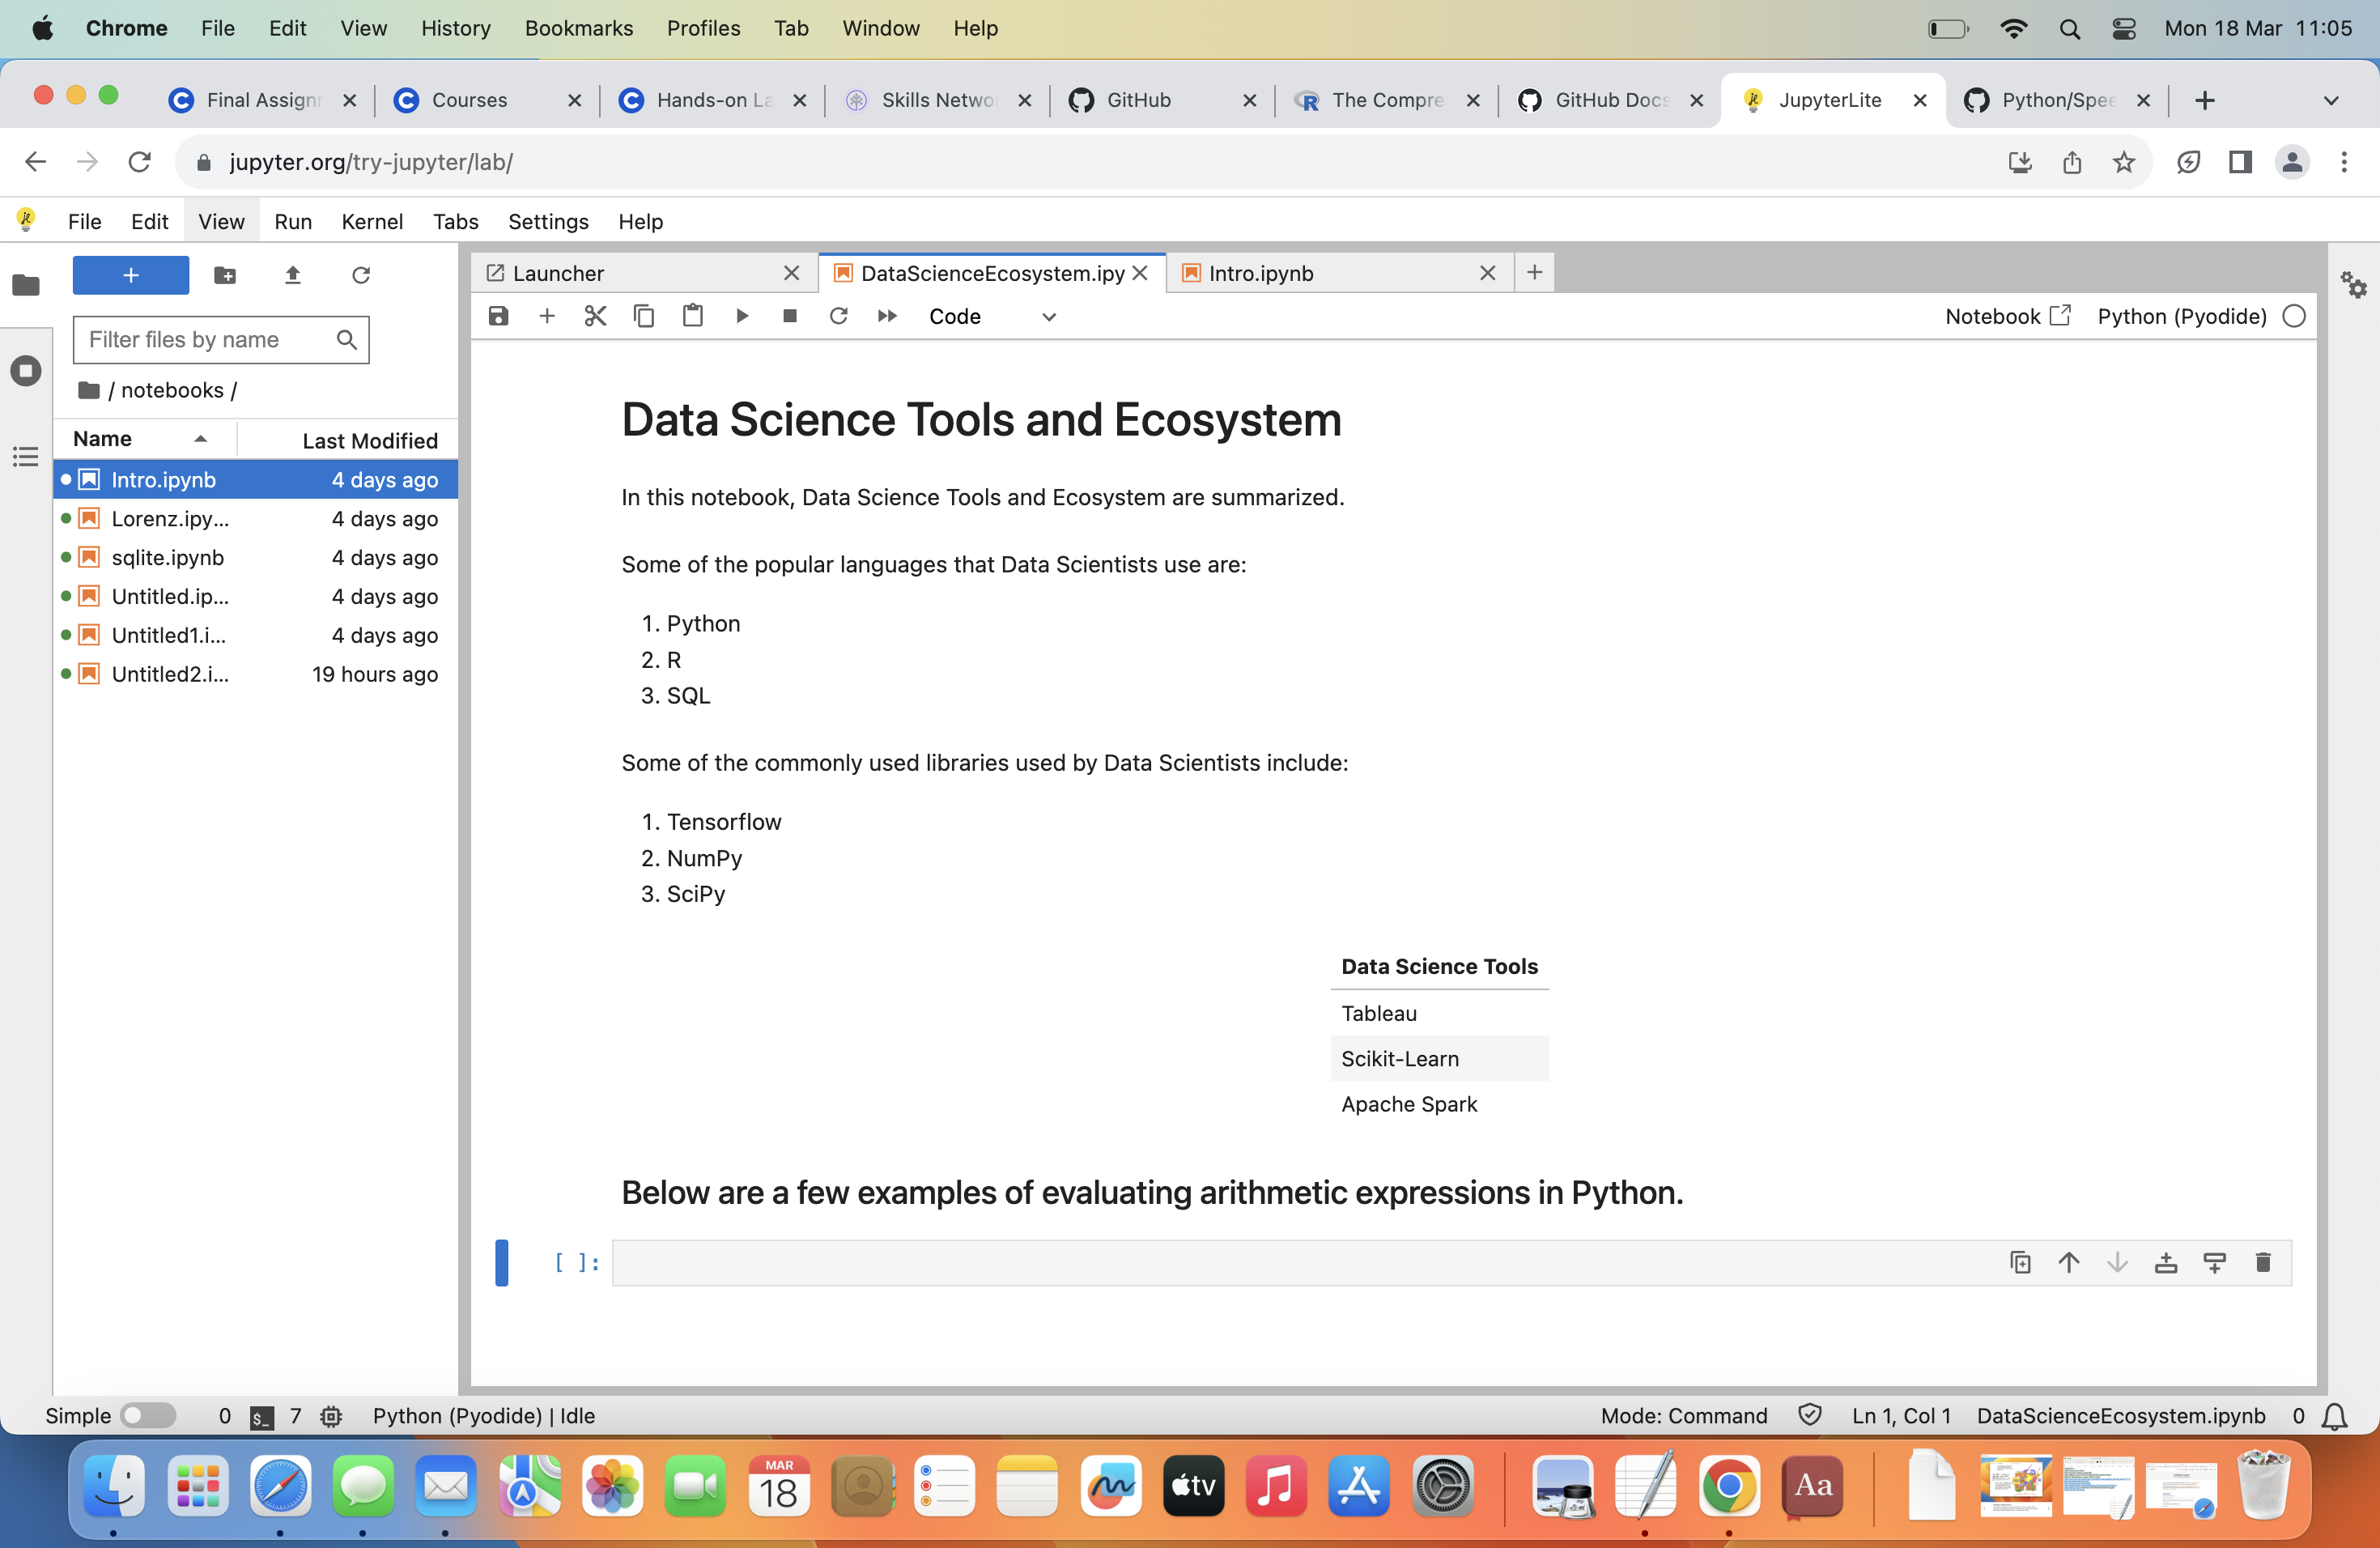 Chrome File Edit View History Bookmarks Profiles Tab Window Help Mon 18 Mar 11:05
Final Assign Courses Hands-on La Skills Netwo GitHub The Compre GitHub Docs JupyterLite Python/Spee
jupyter.org/try-jupyter/lab/
File Edit View Run Kernel Tabs Settings Help
Launcher DataScienceEcosystem.ipy Intro.ipynb
Code Notebook Python (Pyodide)
Filter files by name
/ notebooks /
Name Last Modified
Intro.ipynb 4 days ago
Lorenz.ipy... 4 days ago
sqlite.ipynb 4 days ago
Untitled.ip... 4 days ago
Untitled1.i... 4 days ago
Untitled2.i... 19 hours ago
Data Science Tools and Ecosystem
In this notebook, Data Science Tools and Ecosystem are summarized.
Some of the popular languages that Data Scientists use are:
1. Python
2. R
3. SQL
Some of the commonly used libraries used by Data Scientists include:
1. Tensorflow
2. NumPy
3. SciPy
Data Science Tools
Tableau
Scikit-Learn
Apache Spark
Below are a few examples of evaluating arithmetic expressions in Python.
[ ]:
Simple 0 $_ 7 Python (Pyodide) | Idle Mode: Command Ln 1, Col 1 DataScienceEcosystem.ipynb 0
MAR
18
tv
Aa